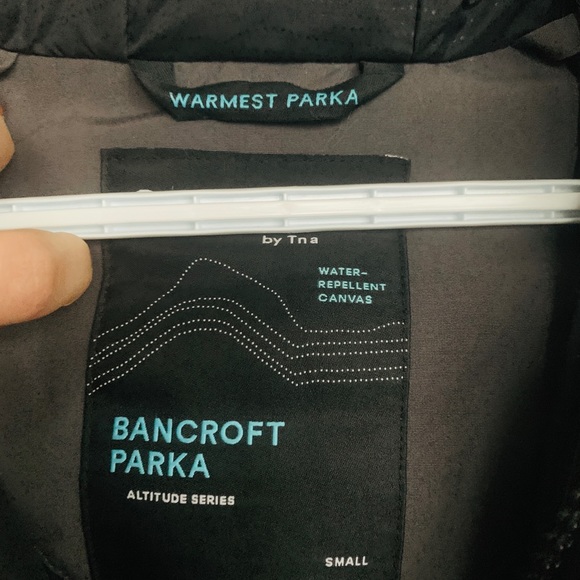 WARMEST PARKA
by Tna
WATER-
REPELLENT
CANVAS
BANCROFT
PARKA
ALTITUDE SERIES
SMALL